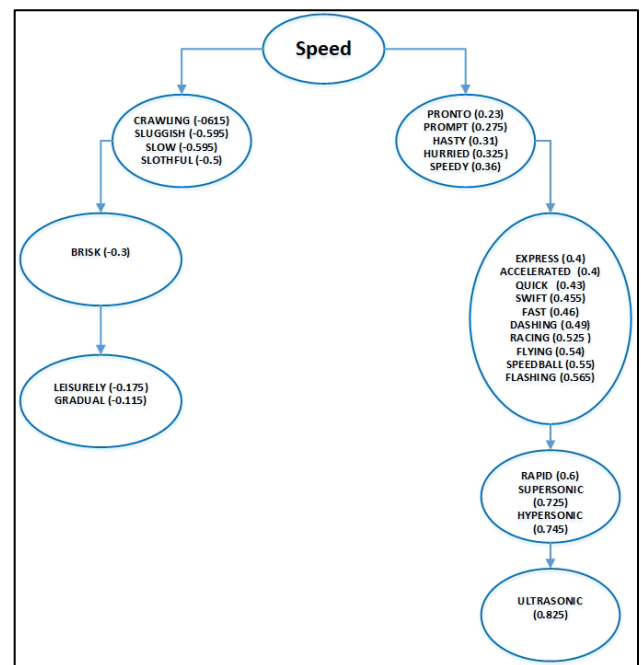 Speed
CRAWLING (-0615)
SLUGGISH (-0.595)
SLOW (-0.595)
SLOTHFUL (-0.5)
PRONTO (0.23)
PROMPT (0.275)
HASTY (0.31)
HURRIED (0.325)
SPEEDY (0.36)
BRISK (-0.3)
EXPRESS (0.4)
ACCELERATED (0.4)
QUICK (0.43)
SWIFT (0.455)
FAST (0.46)
DASHING (0.49)
RACING (0.525 )
FLYING (0.54)
SPEEDBALL (0.55)
FLASHING (0.565)
LEISURELY (-0.175)
GRADUAL (-0.115)
RAPID (0.6)
SUPERSONIC
(0.725)
HYPERSONIC
(0.745)
ULTRASONIC
(0.825)